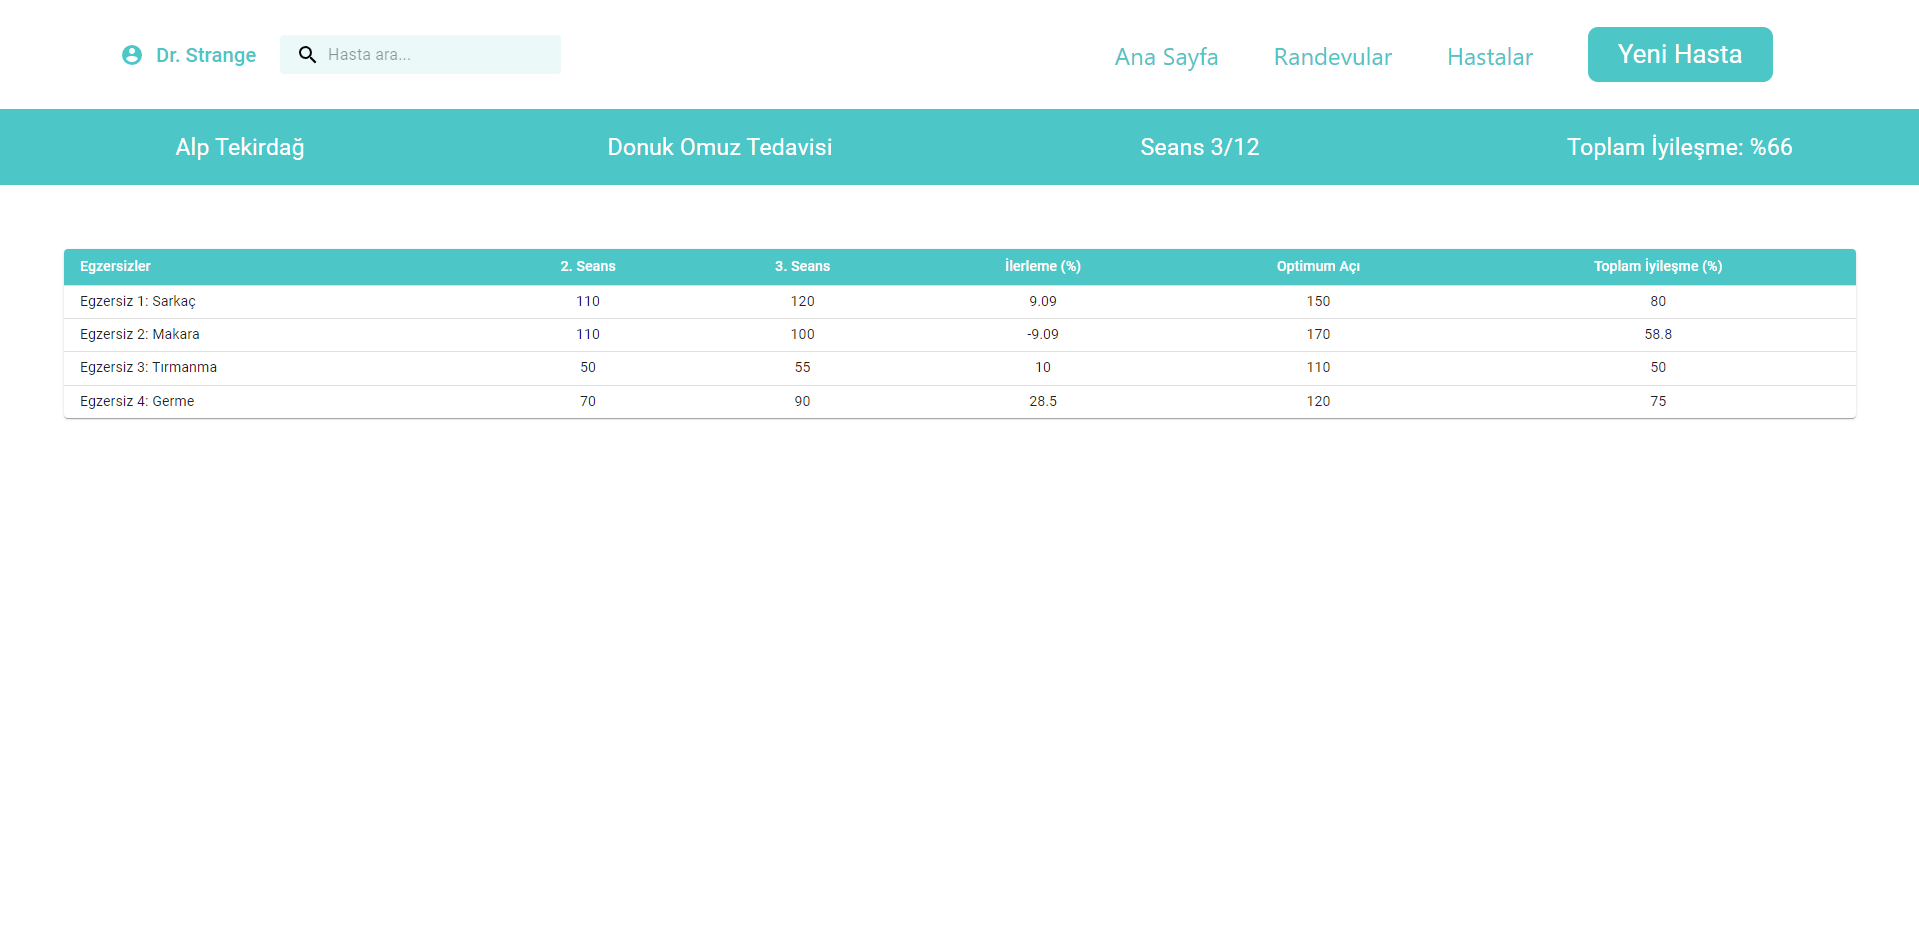 Dr. Strange
Hasta ara...
Ana Sayfa Randevular Hastalar Yeni Hasta
Alp Tekirdağ Donuk Omuz Tedavisi Seans 3/12 Toplam İyileşme: %66
Egzersizler 2. Seans 3. Seans İlerleme (%) Optimum Açı Toplam İyileşme (%)
Egzersiz 1: Sarkaç 110 120 9.09 150 80
Egzersiz 2: Makara 110 100 -9.09 170 58.8
Egzersiz 3: Tırmanma 50 55 10 110 50
Egzersiz 4: Germe 70 90 28.5 120 75